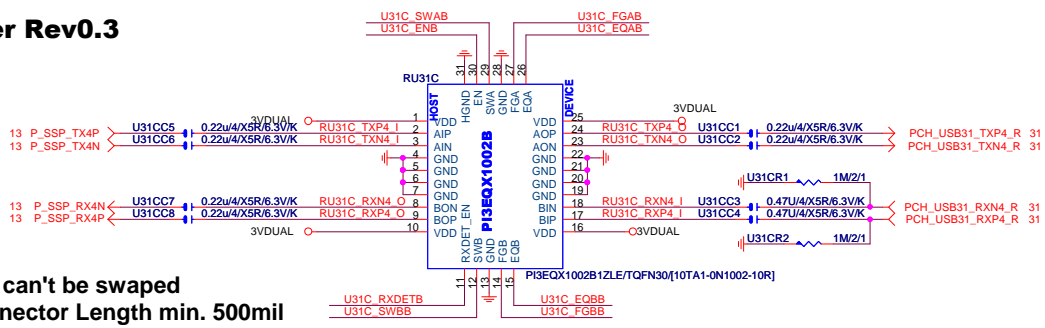 U31C_SWAB
U31C_ENB
U31C_FGAB
U31C_EQAB
er Rev0.3
31
30
29
28
27
26
RU31C
HOST
HGND
EN
SWA
GND
FGA
EQA
DEVICE
3VDUAL
1
VDD
VDD
25
3VDUAL
13 P_SSP_TX4P
U31CC5
0.22u/4/X5R/6.3V/K
RU31C_TXP4_I
2
AIP
AOP
24
RU31C_TXP4_O
U31CC1
0.22u/4/X5R/6.3V/K
PCH_USB31_TXP4_R 31
13 P_SSP_TX4N
U31CC6
0.22u/4/X5R/6.3V/K
RU31C_TXN4_I
3
AIN
AON
23
RU31C_TXN4_O
U31CC2
0.22u/4/X5R/6.3V/K
PCH_USB31_TXN4_R 31
4
GND
GND
22
5
GND
GND
21
6
GND
GND
20
7
GND
GND
19
PI3EQX1002B
U31CR1
1M/2/1
13 P_SSP_RX4N
U31CC7
0.22u/4/X5R/6.3V/K
RU31C_RXN4_O
8
BON
BIN
18
RU31C_RXN4_I
U31CC3
0.47U/4/X5R/6.3V/K
PCH_USB31_RXN4_R 31
13 P_SSP_RX4P
U31CC8
0.22u/4/X5R/6.3V/K
RU31C_RXP4_O
9
BOP
BIP
17
RU31C_RXP4_I
U31CC4
0.47U/4/X5R/6.3V/K
PCH_USB31_RXP4_R 31
3VDUAL
10
VDD
VDD
16
3VDUAL
U31CR2
1M/2/1
RXDET_EN
SWB
GND
FGB
EQB
PI3EQX1002B1ZLE/TQFN30/[10TA1-0N1002-10R]
11
12
13
14
15
can't be swaped
U31C_RXDETB
U31C_SWBB
U31C_EQBB
U31C_FGBB
nector Length min. 500mil